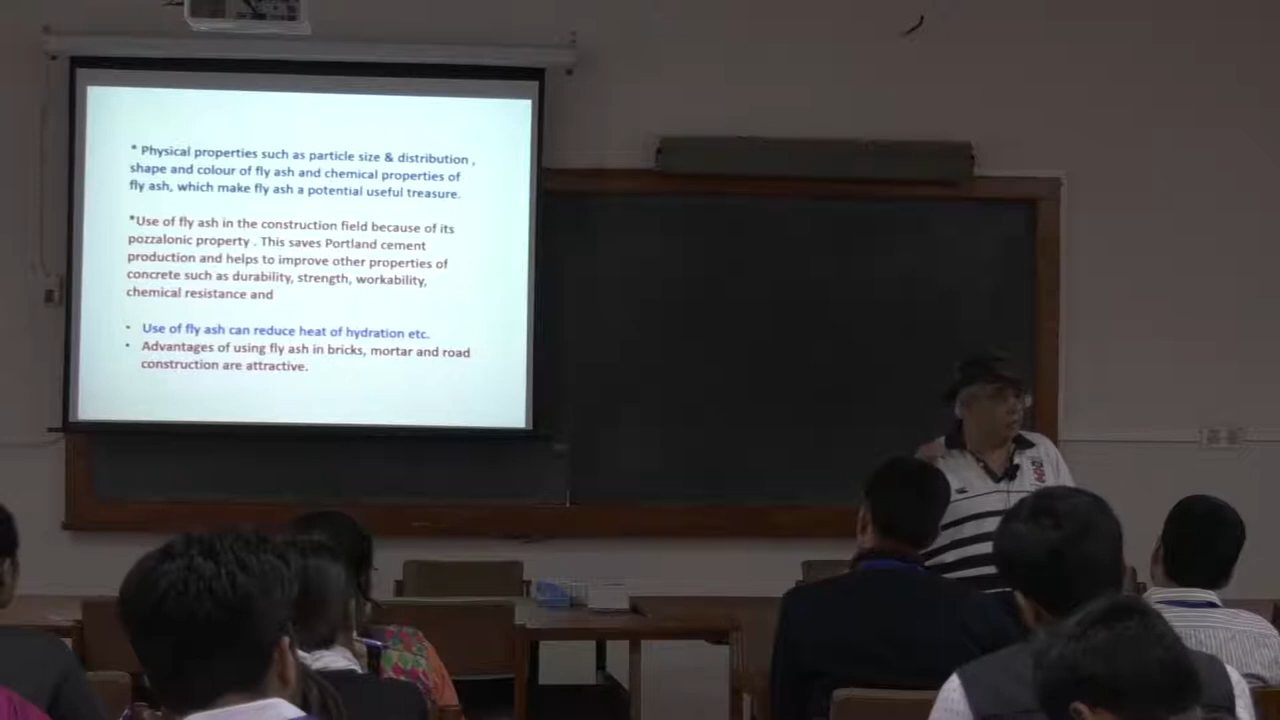 * Physical properties such as particle size & distribution ,
shape and colour of fly ash and chemical properties of
fly ash, which make fly ash a potential useful treasure.
*Use of fly ash in the construction field because of its
pozzalonic property . This saves Portland cement
production and helps to improve other properties of
concrete such as durability, strength, workability,
chemical resistance and
• Use of fly ash can reduce heat of hydration etc.
• Advantages of using fly ash in bricks, mortar and road
construction are attractive.